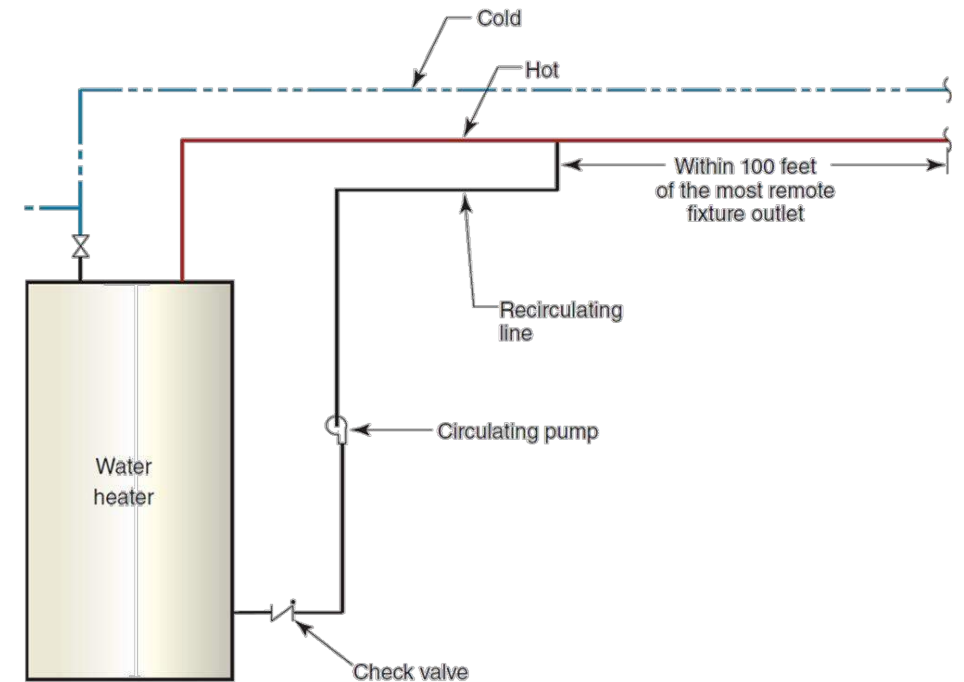 Cold
Hot
Within 100 feet
of the most remote
fixture outlet
Recirculating
line
Circulating pump
Water
heater
Check valve